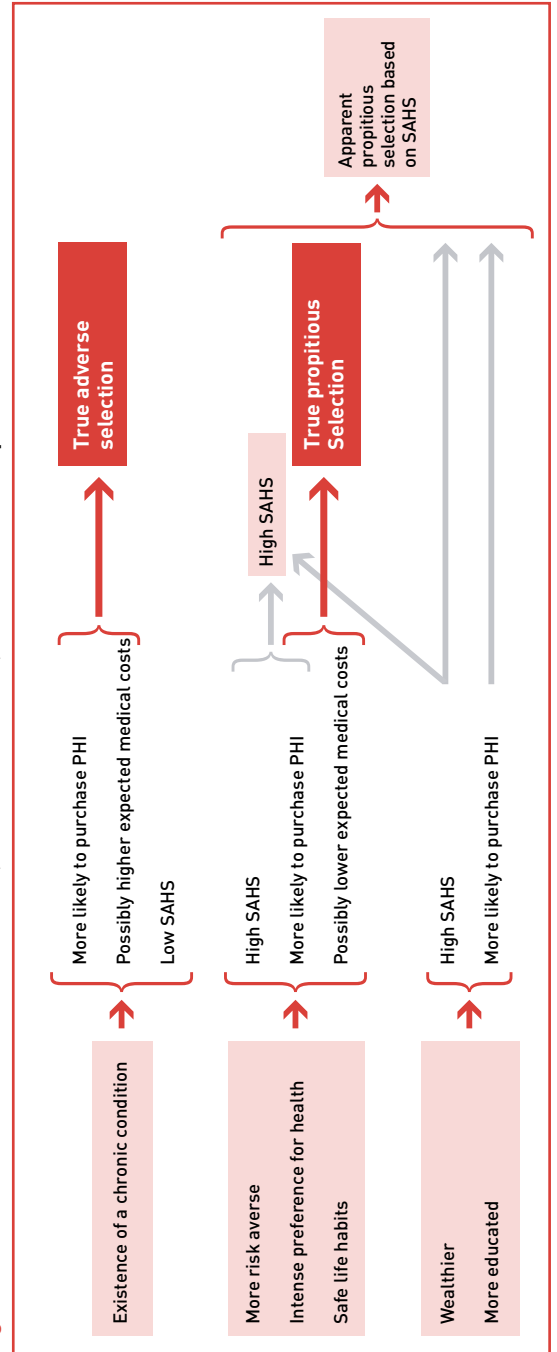 Existence of a chronic condition
More likely to purchase PHI
Possibly higher expected medical costs
Low SAHS
True adverse
selection
More risk averse
Intense preference for health
Safe life habits
High SAHS
More likely to purchase PHI
Possibly lower expected medical costs
High SAHS
True propitious
Selection
Wealthier
More educated
High SAHS
More likely to purchase PHI
Apparent
propitious
selection based
on SAHS